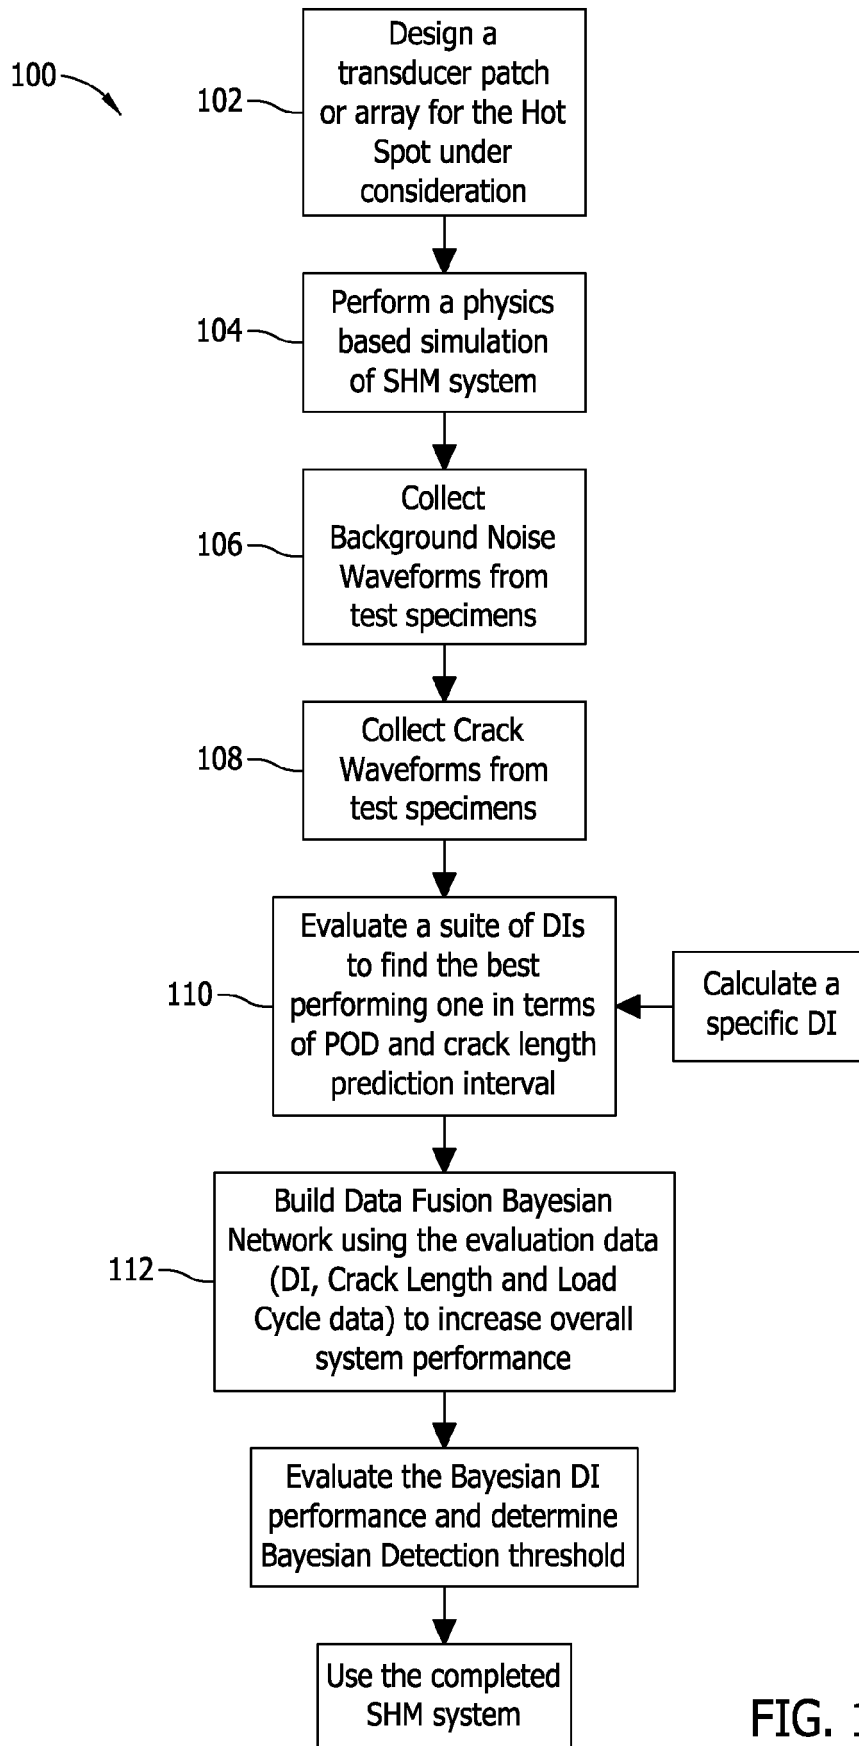 100
102
Design a
transducer patch
or array for the Hot
Spot under
consideration
104
Perform a physics
based simulation
of SHM system
106
Collect
Background Noise
Waveforms from
test specimens
108
Collect Crack
Waveforms from
test specimens
110
Evaluate a suite of DIs
to find the best
performing one in terms
of POD and crack length
prediction interval
Calculate a
specific DI
112
Build Data Fusion Bayesian
Network using the evaluation data
(DI, Crack Length and Load
Cycle data) to increase overall
system performance
Evaluate the Bayesian DI
performance and determine
Bayesian Detection threshold
Use the completed
SHM system
FIG. 1